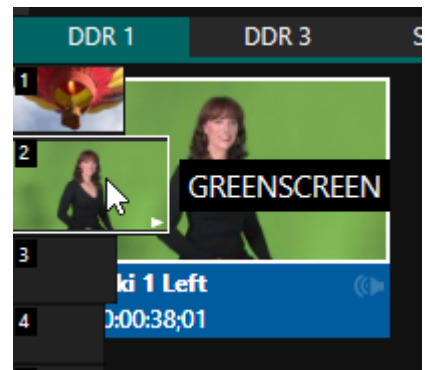 DDR 1
DDR 3
S
1
2
GREENSCREEN
3
ki 1 Left
4
0:00:38;01